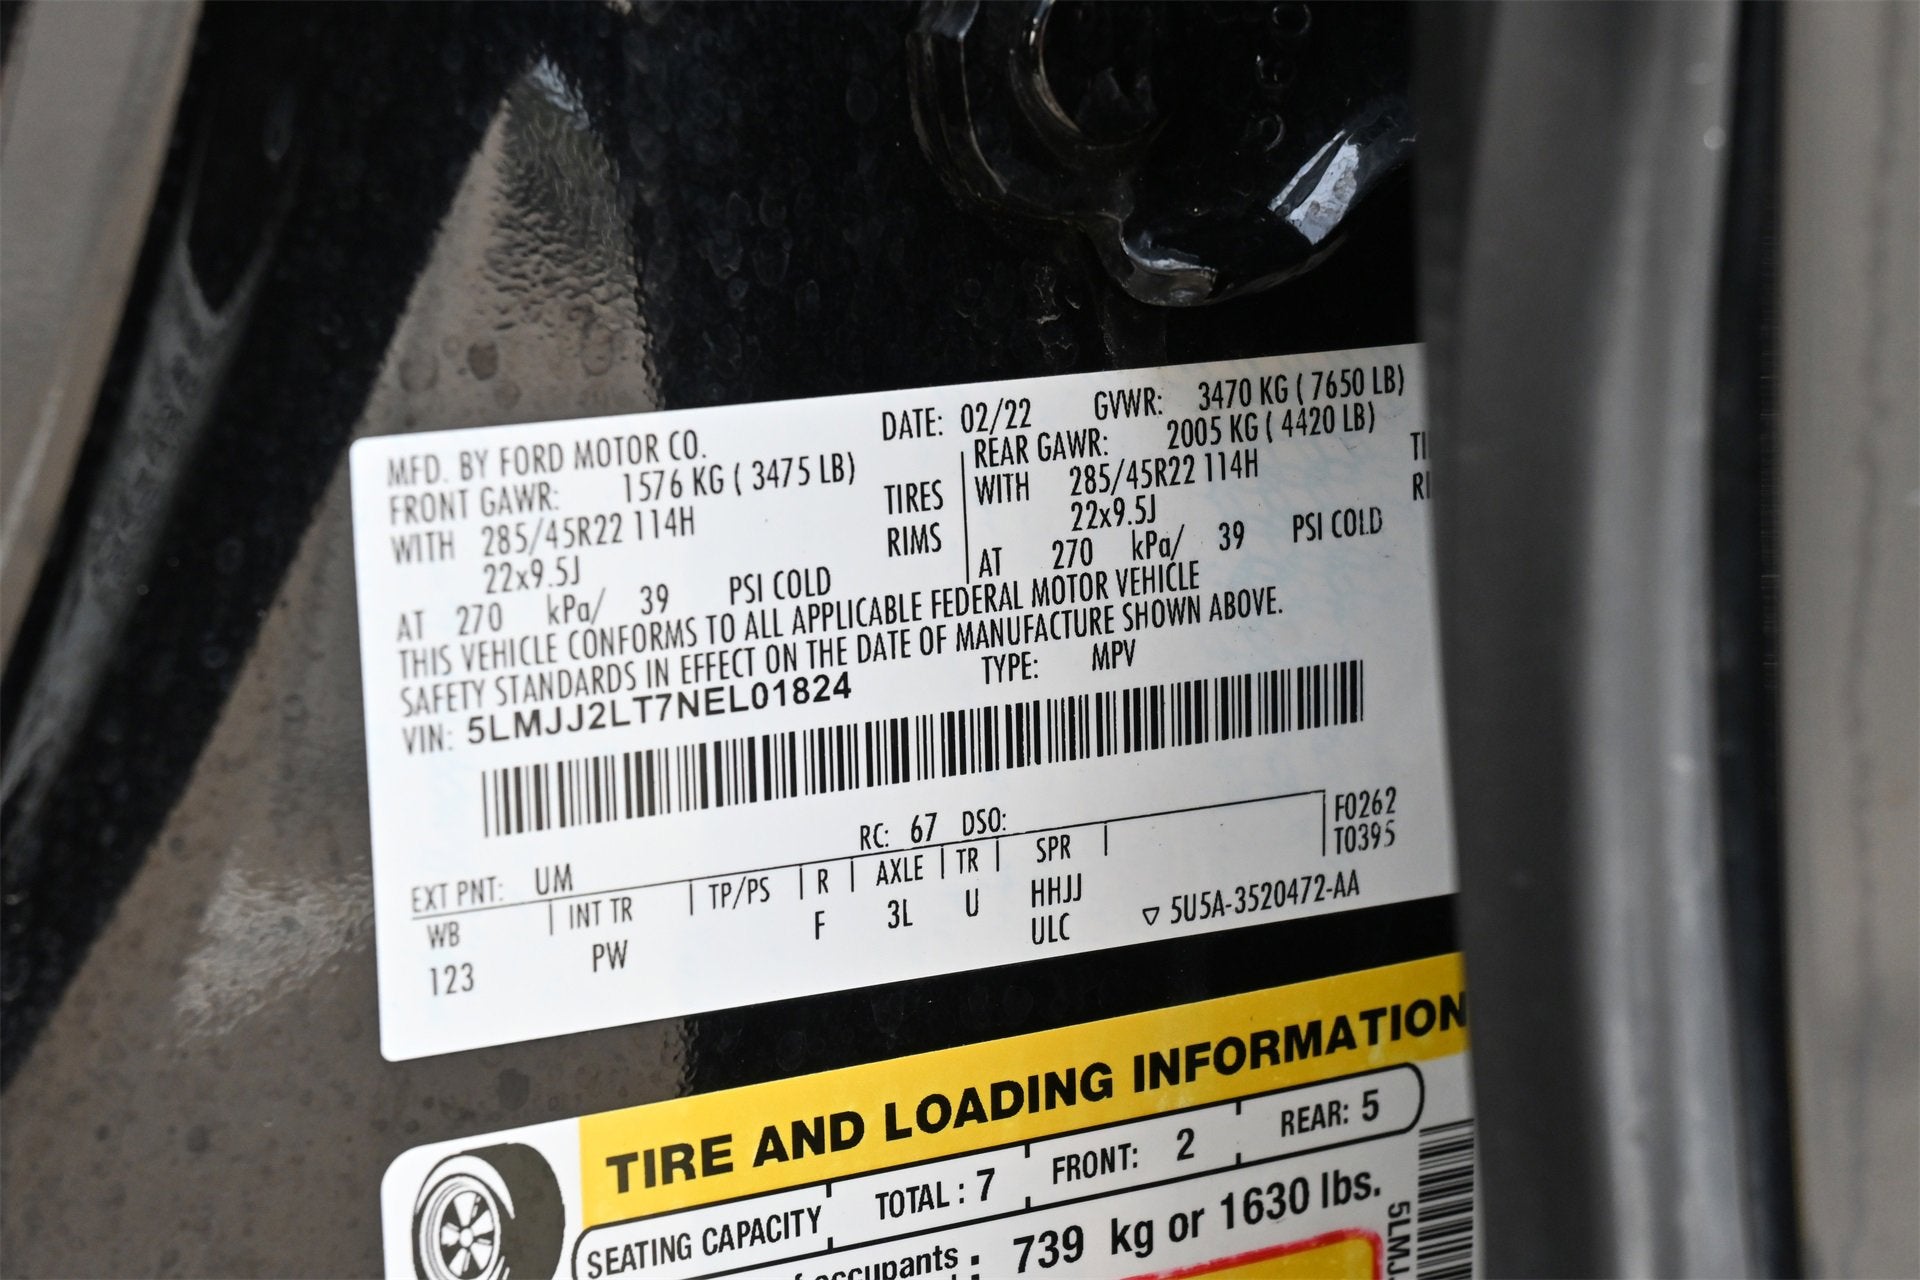 DATE: 02/22 GVWR: 3470 KG ( 7650 LB)
MFD. BY FORD MOTOR CO.
FRONT GAWR: 1576 KG ( 3475 LB)
WITH 285/45R22 114H TIRES
22x9.5J RIMS
AT 270 kPa/ 39 PSI COLD
REAR GAWR: 2005 KG ( 4420 LB)
WITH 285/45R22 114H
22x9.5J
AT 270 kPa/ 39 PSI COLD
THIS VEHICLE CONFORMS TO ALL APPLICABLE FEDERAL MOTOR VEHICLE
SAFETY STANDARDS IN EFFECT ON THE DATE OF MANUFACTURE SHOWN ABOVE.
VIN: 5LMJJ2LT7NEL01824 TYPE: MPV
EXT PNT: UM RC: 67 DSO: F0262
WB INT TR TP/PS R AXLE TR SPR T0395
123 PW F 3L U HHJJ
ULC ▽ 5U5A-3520472-AA
TIRE AND LOADING INFORMATION
SEATING CAPACITY TOTAL : 7 FRONT: 2 REAR: 5
occupants : 739 kg or 1630 lbs.
5LMJ